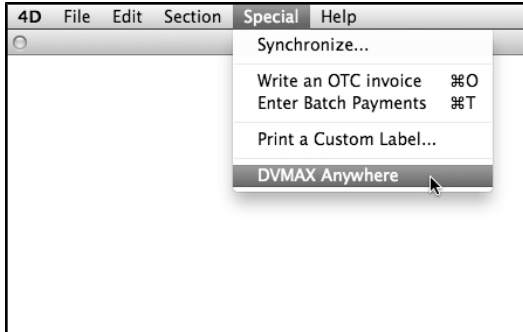 4D File Edit Section Special Help
Synchronize...
Write an OTC invoice ⌘O
Enter Batch Payments ⌘T
Print a Custom Label...
DVMAX Anywhere